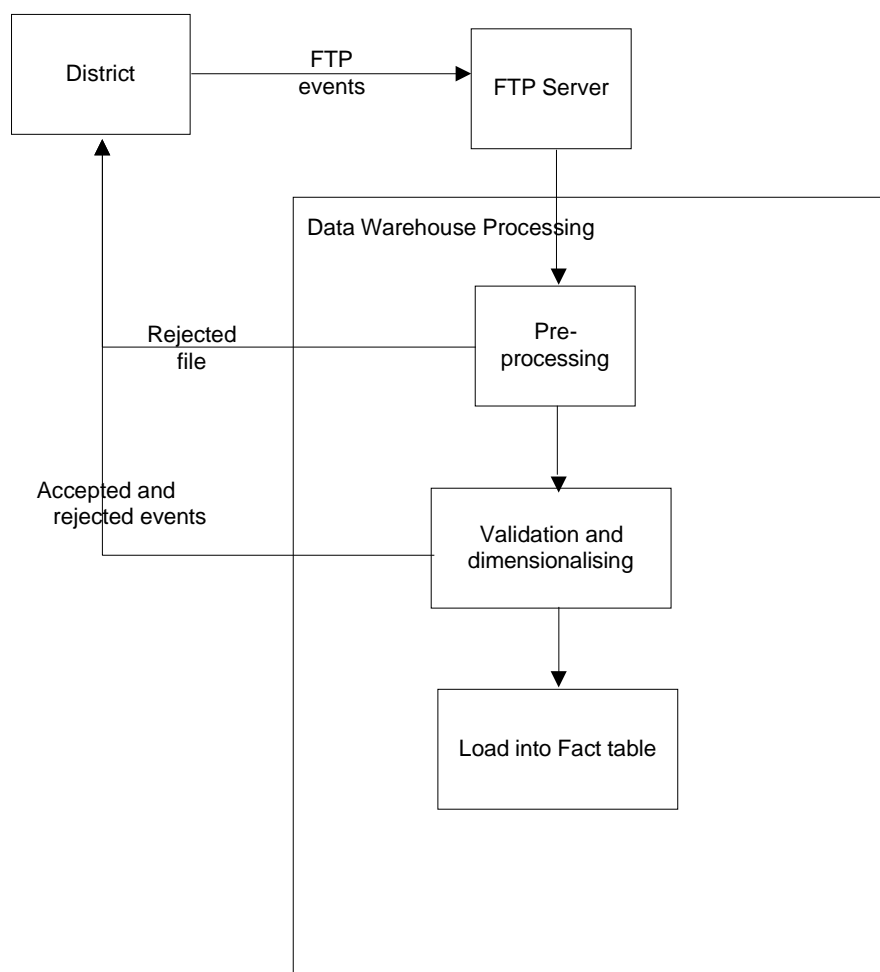 District
FTP
events
FTP Server
Data Warehouse Processing
Pre-
processing
Rejected
file
Accepted and
rejected events
Validation and
dimensionalising
Load into Fact table